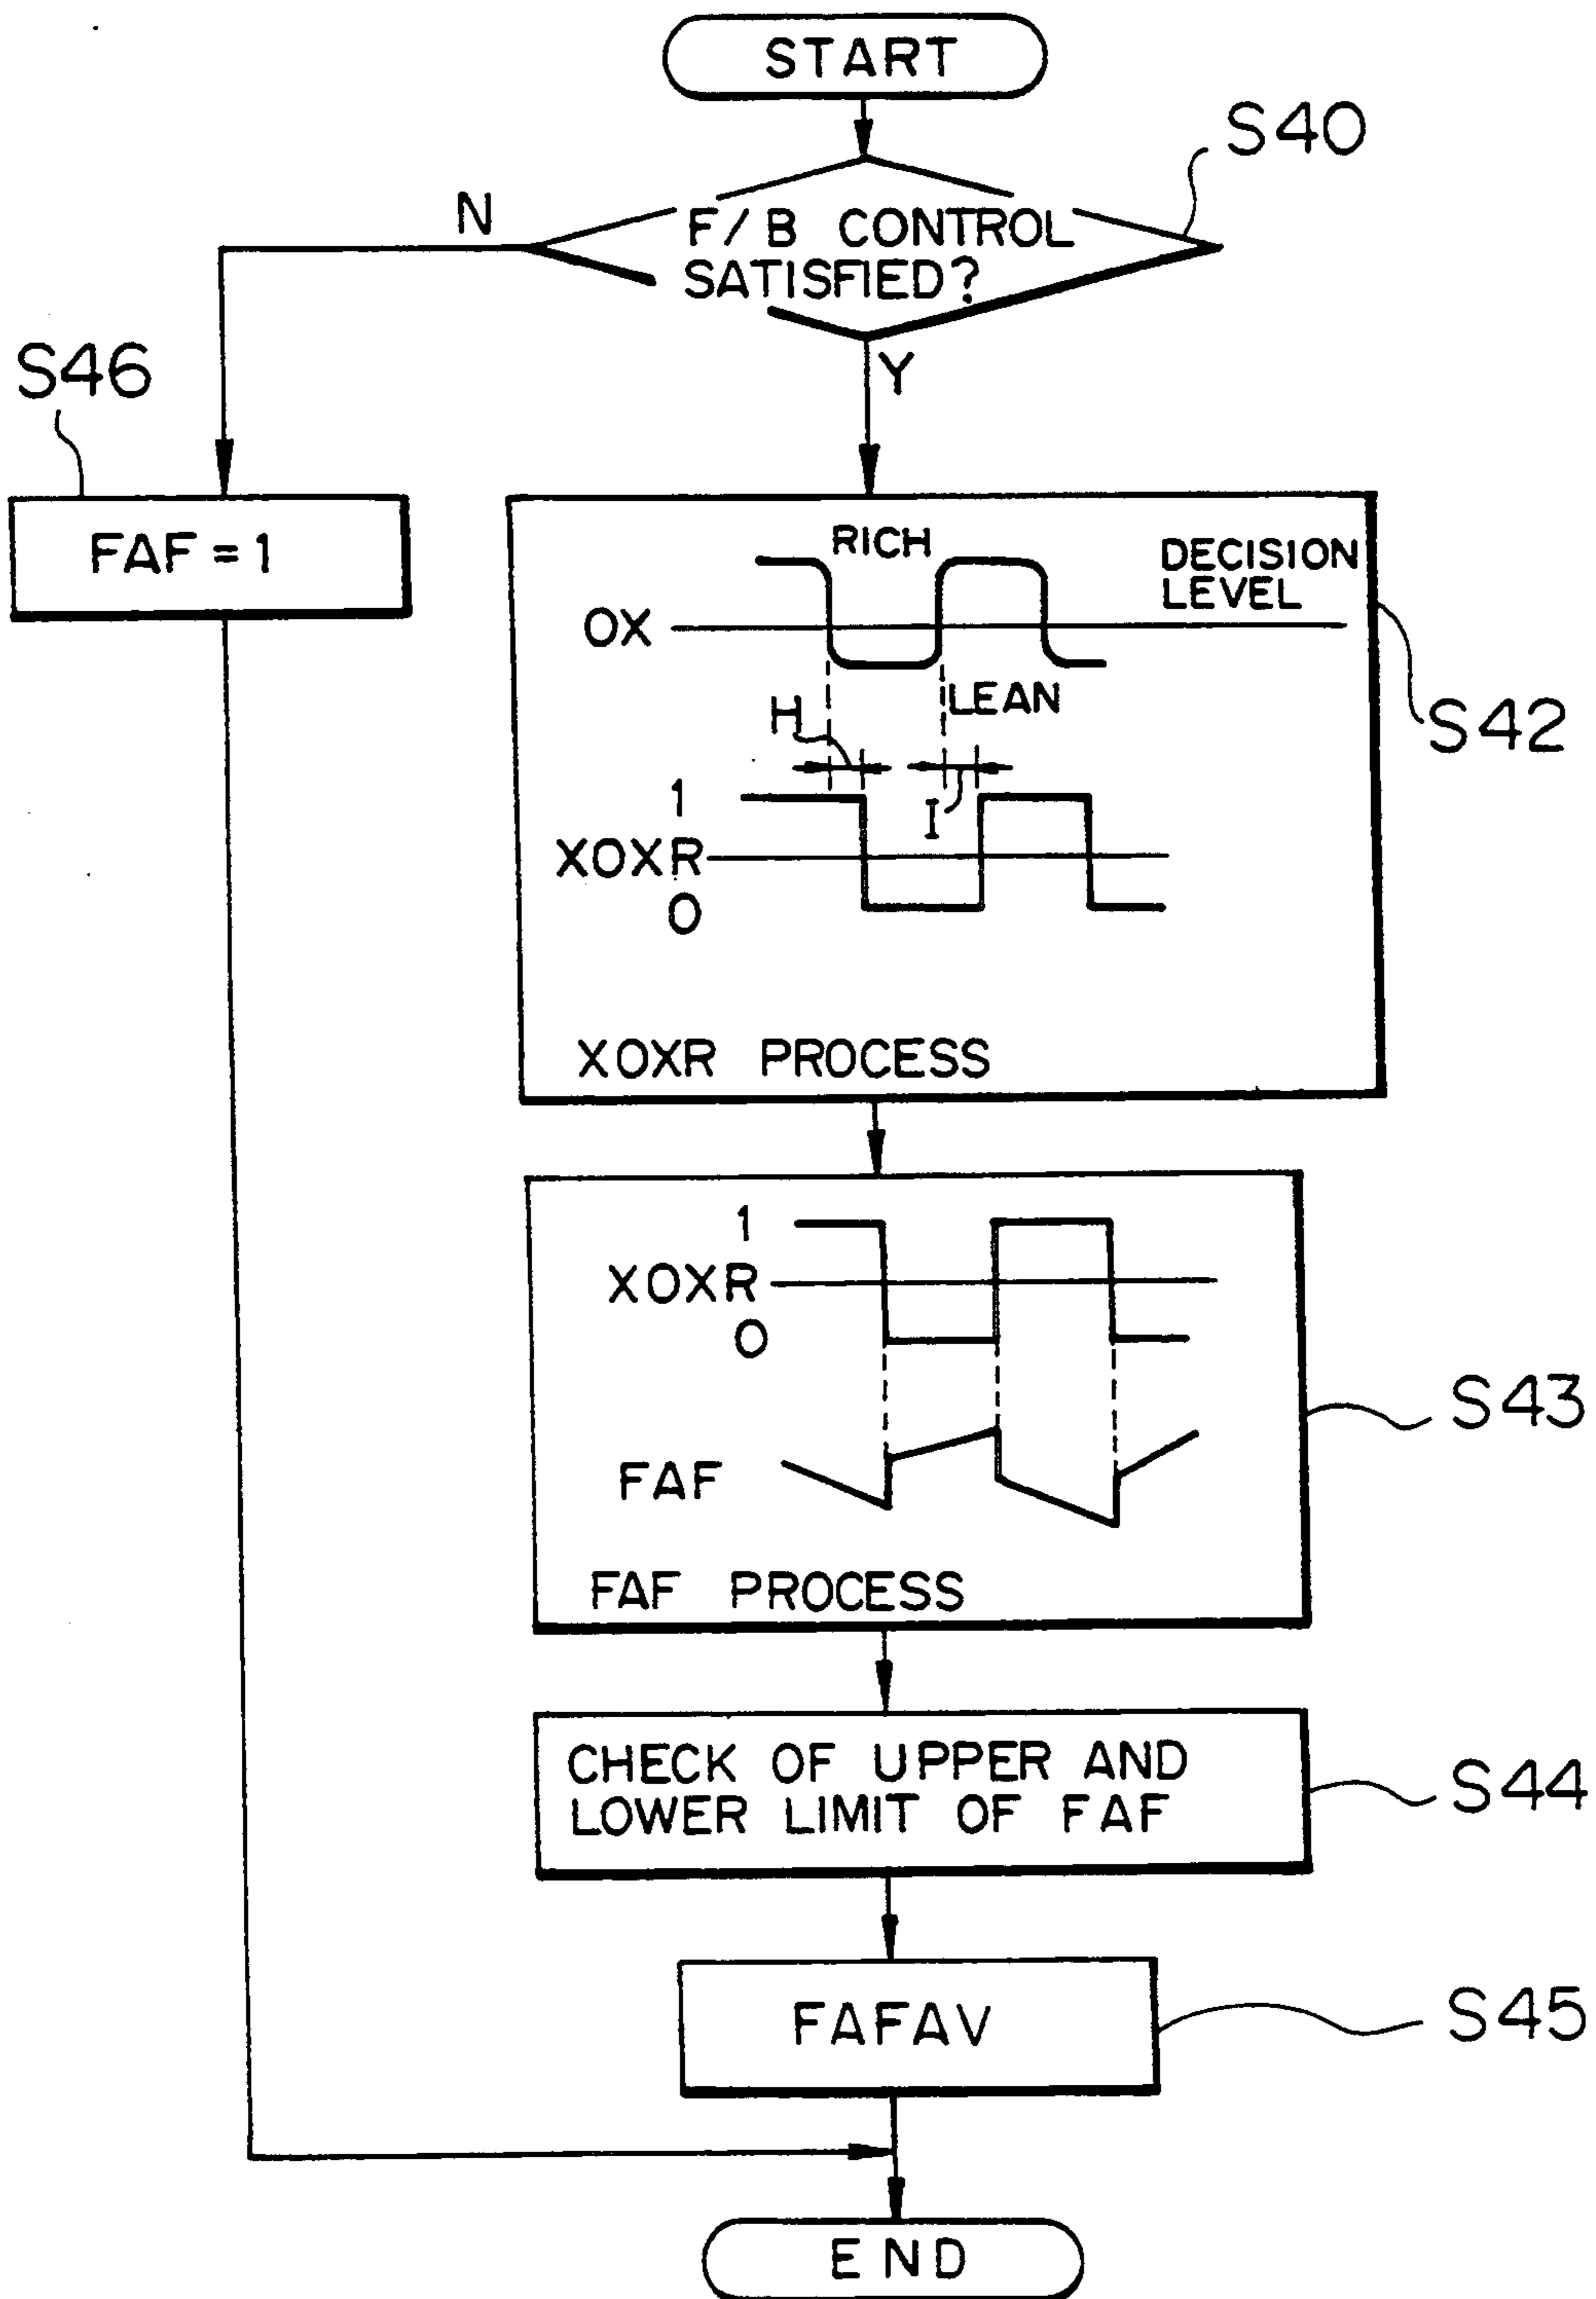 START
S40
N
F/B CONTROL
SATISFIED?
Y
S46
FAF = 1
RICH
DECISION
LEVEL
OX
LEAN
H
S42
1
I
XOXR
0
XOXR PROCESS
1
XOXR
0
S43
FAF
FAF PROCESS
CHECK OF UPPER AND
LOWER LIMIT OF FAF
S44
FAFAV
S45
END